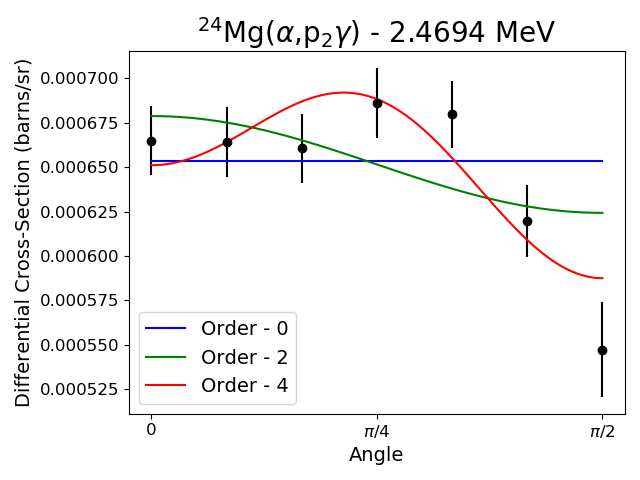 ²⁴Mg(α,p₂γ) - 2.4694 MeV
Differential Cross-Section (barns/sr)
0.000700
0.000675
0.000650
0.000625
0.000600
0.000575
0.000550
0.000525
Order - 0
Order - 2
Order - 4
0 π/4 π/2
Angle